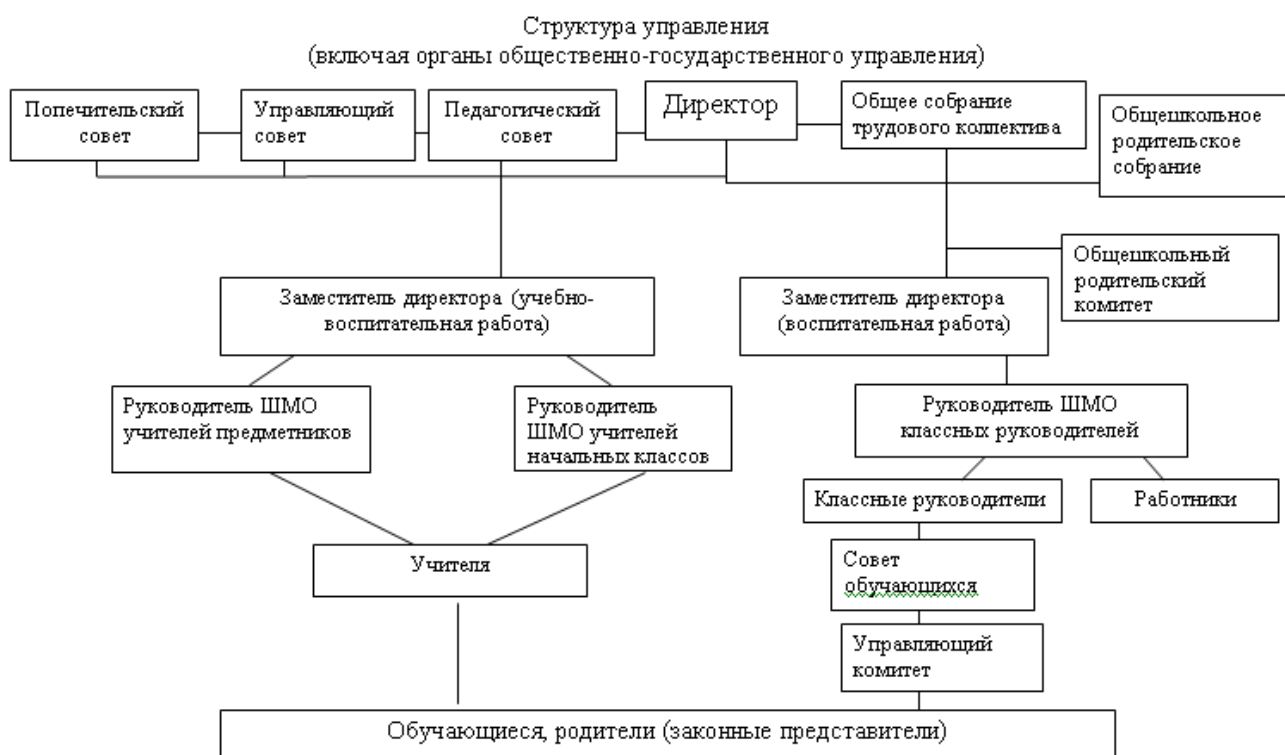 Структура управления
(включая органы общественно-государственного управления)
Попечительский
совет
Управляющий
совет
Педагогический
совет
Директор
Общее собрание
трудового коллектива
Общешкольное
родительское
собрание
Общешкольный
родительский
комитет
Заместитель директора (учебно-
воспитательная работа)
Заместитель директора
(воспитательная работа)
Руководитель ШМО
учителей предметников
Руководитель
ШМО учителей
начальных классов
Руководитель ШМО
классных руководителей
Классные руководители
Работники
Учителя
Совет
обучающихся
Управляющий
комитет
Обучающиеся, родители (законные представители)